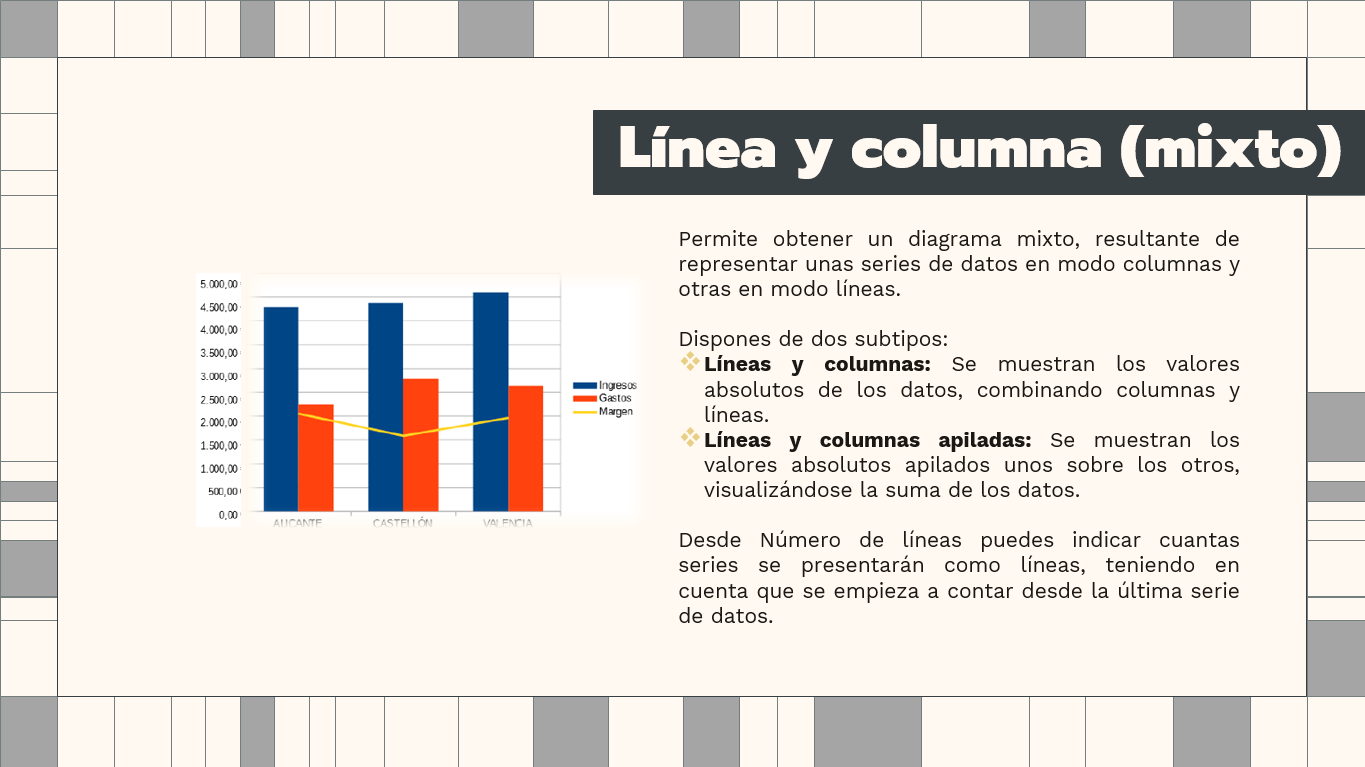 Línea y columna (mixto)
5.000,00
4.500,00
4.000,00
3.500,00
3.000,00
2.500,00
2.000,00
1.500,00
1.000,00
500,00
0,00
ALICANTE
CASTELLÓN
VALENCIA
Ingresos
Gastos
Margen
Permite obtener un diagrama mixto, resultante de
representar unas series de datos en modo columnas y
otras en modo líneas.
Dispones de dos subtipos:
Líneas y columnas: Se muestran los valores
absolutos de los datos, combinando columnas y
líneas.
Líneas y columnas apiladas: Se muestran los
valores absolutos apilados unos sobre los otros,
visualizándose la suma de los datos.
Desde Número de líneas puedes indicar cuantas
series se presentarán como líneas, teniendo en
cuenta que se empieza a contar desde la última serie
de datos.